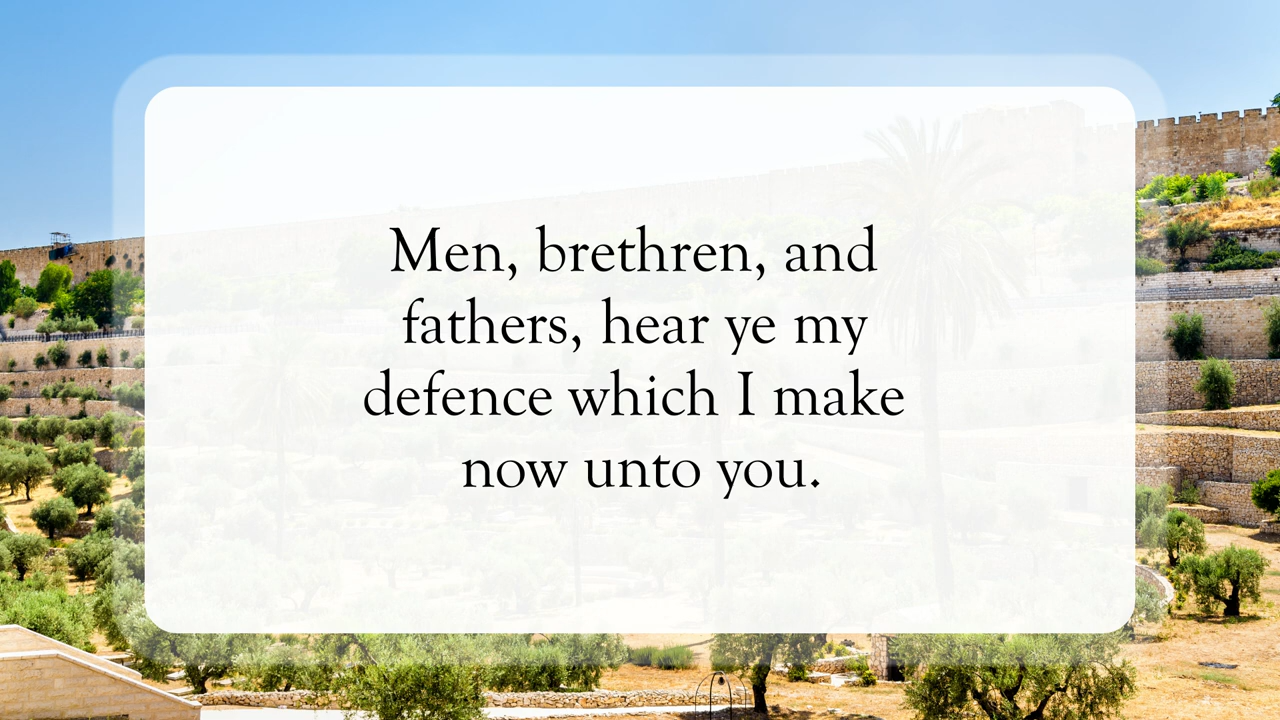 Men, brethren, and
fathers, hear ye my
defence which I make
now unto you.